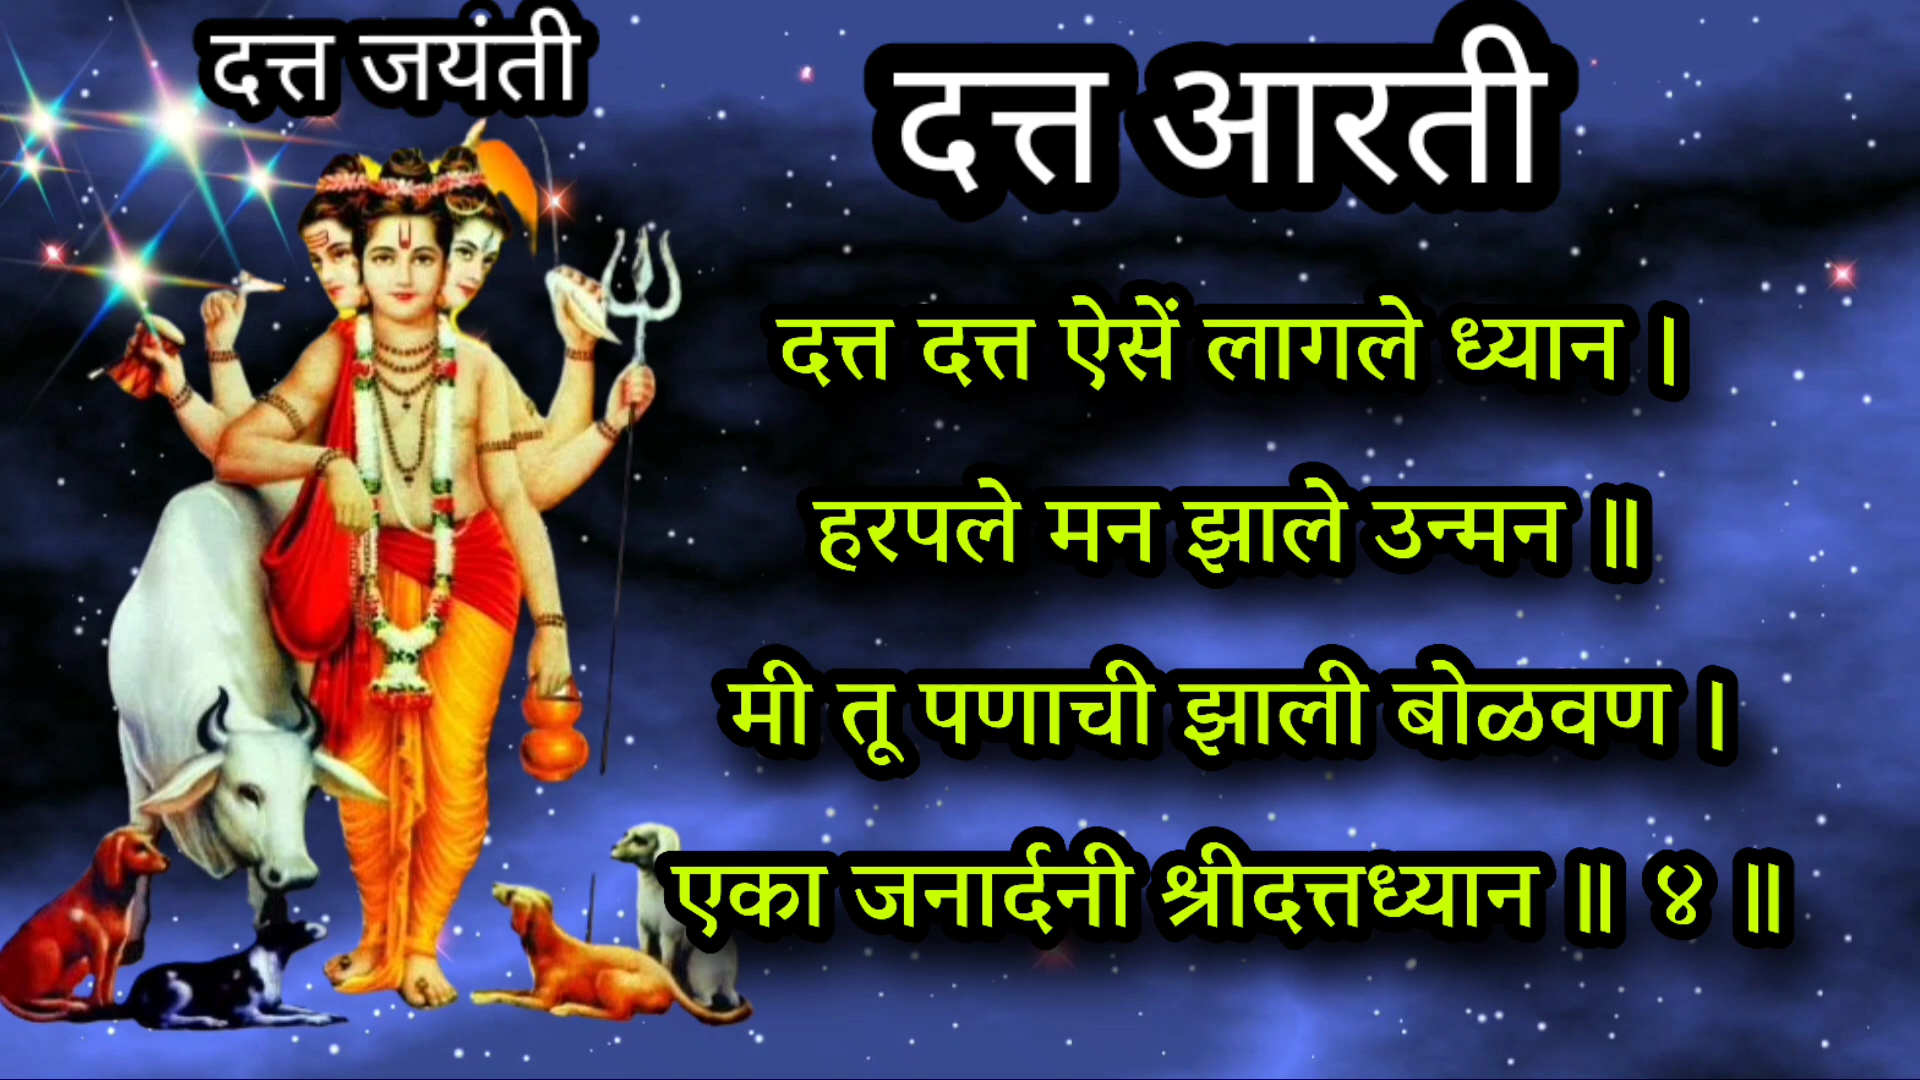 दत्त जयंती
दत्त आरती
दत्त दत्त ऐसें लागले ध्यान ।
हरपले मन झाले उन्मन ॥
मी तू पणाची झाली बोळवण ।
एका जनार्दनी श्रीदत्तध्यान ॥ ४ ॥